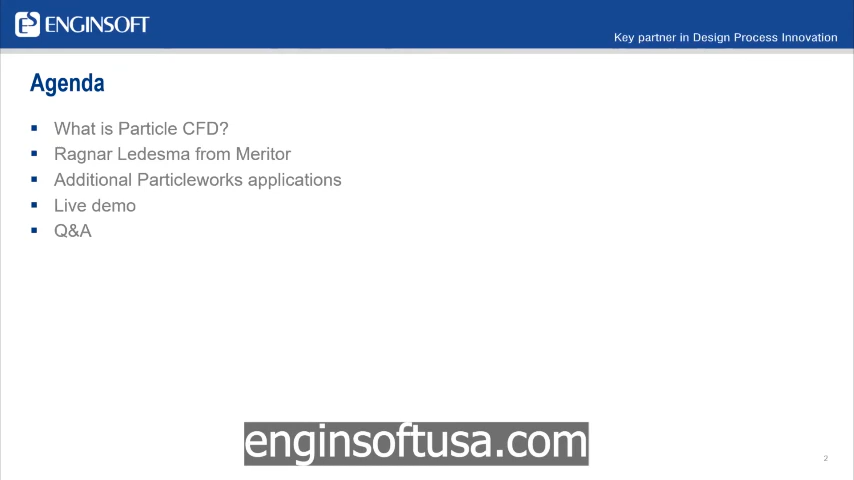 ENGINSOFT
Key partner in Design Process Innovation
Agenda
▪ What is Particle CFD?
▪ Ragnar Ledesma from Meritor
▪ Additional Particleworks applications
▪ Live demo
▪ Q&A
enginsoftusa.com
2